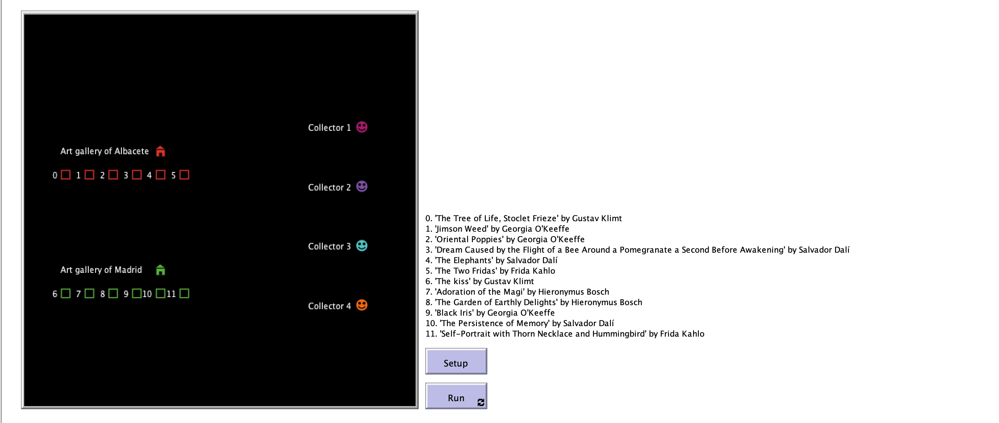 Collector 1
Art gallery of Albacete
0 1 2 3 4 5
Collector 2
Collector 3
Art gallery of Madrid
6 7 8 9 10 11
Collector 4
0. 'The Tree of Life, Stoclet Frieze' by Gustav Klimt
1. 'Jimson Weed' by Georgia O'Keeffe
2. 'Oriental Poppies' by Georgia O'Keeffe
3. 'Dream Caused by the Flight of a Bee Around a Pomegranate a Second Before Awakening' by Salvador Dalí
4. 'The Elephants' by Salvador Dalí
5. 'The Two Fridas' by Frida Kahlo
6. 'The kiss' by Gustav Klimt
7. 'Adoration of the Magi' by Hieronymus Bosch
8. 'The Garden of Earthly Delights' by Hieronymus Bosch
9. 'Black Iris' by Georgia O'Keeffe
10. 'The Persistence of Memory' by Salvador Dalí
11. 'Self-Portrait with Thorn Necklace and Hummingbird' by Frida Kahlo
Setup
Run